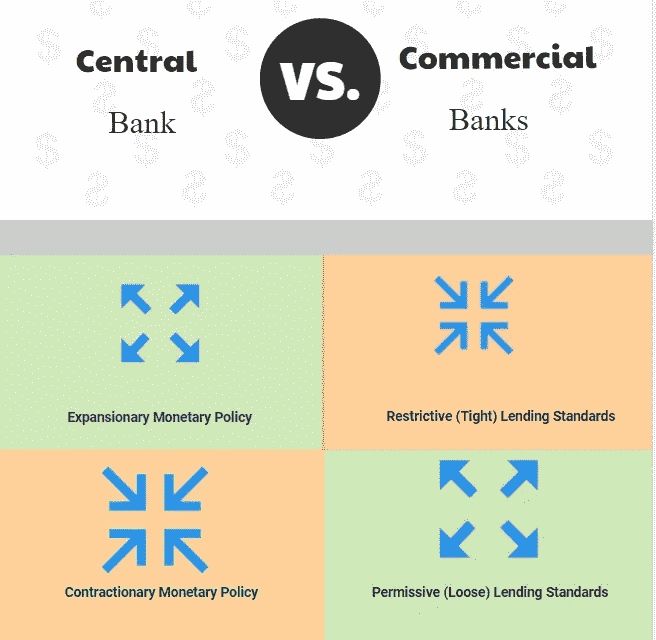 Central
VS.
Commercial
Bank
Banks
Expansionary Monetary Policy
Restrictive (Tight) Lending Standards
Contractionary Monetary Policy
Permissive (Loose) Lending Standards